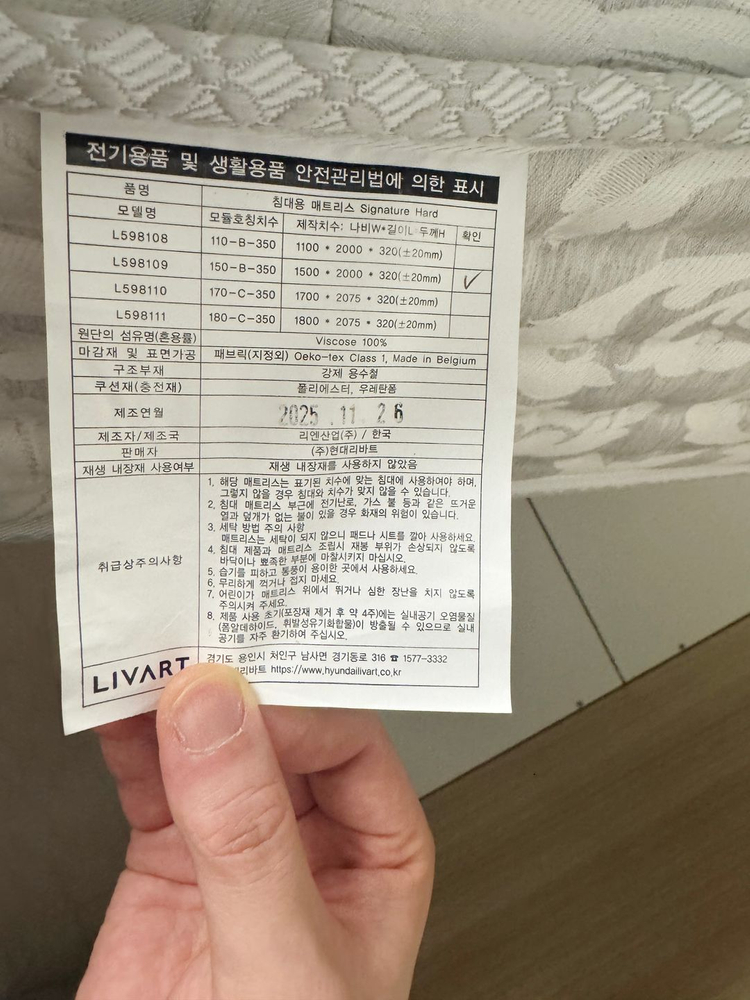 전기용품 및 생활용품 안전관리법에 의한 표시
품명 침대용 매트리스 Signature Hard
모델명 모듈호칭치수 제작치수: 나비W*길이L 두께H 확인
L598108 110-B-350 1100 * 2000 * 320(±20mm)
L598109 150-B-350 1500 * 2000 * 320(±20mm) ✓
L598110 170-C-350 1700 * 2075 * 320(±20mm)
L598111 180-C-350 1800 * 2075 * 320(±20mm)
원단의 섬유명(혼용률) Viscose 100%
마감재 및 표면가공 패브릭(지정외) Oeko-tex Class 1, Made in Belgium
구조부재 강제 용수철
쿠션재(충전재) 폴리에스터, 우레탄폼
제조연월 2025.11.26
제조자/제조국 리엔산업(주) / 한국
판매자 (주)현대리바트
재생 내장재 사용여부 재생 내장재를 사용하지 않았음
취급상주의사항
1. 해당 매트리스는 표기된 치수에 맞는 침대에 사용하여야 하며,
그렇지 않을 경우 침대와 치수가 맞지 않을 수 있습니다.
2. 침대 매트리스 부근에 전기난로, 가스 불 등과 같은 뜨거운
열과 덮개가 없는 불이 있을 경우 화재의 위험이 있습니다.
3. 세탁 방법 주의 사항
매트리스는 세탁이 되지 않으니 패드나 시트를 깔아 사용하세요.
4. 침대 제품과 매트리스 조립시 재봉 부위가 손상되지 않도록
바닥이나 뾰족한 부분에 마찰시키지 마십시오.
5. 습기를 피하고 통풍이 용이한 곳에서 사용하세요.
6. 무리하게 꺽거나 접지 마세요.
7. 어린이가 매트리스 위에서 뛰거나 심한 장난을 치지 않도록
주의시켜 주세요.
8. 제품 사용 초기(포장재 제거 후 약 4주)에는 실내공기 오염물질
(폼알데하이드, 휘발성유기화합물)이 방출될 수 있으므로 실내
공기를 자주 환기하여 주십시오.
LIVART
경기도 용인시 처인구 남사면 경기동로 316 ☎ 1577-3332
리바트 https://www.hyundailivart.co.kr